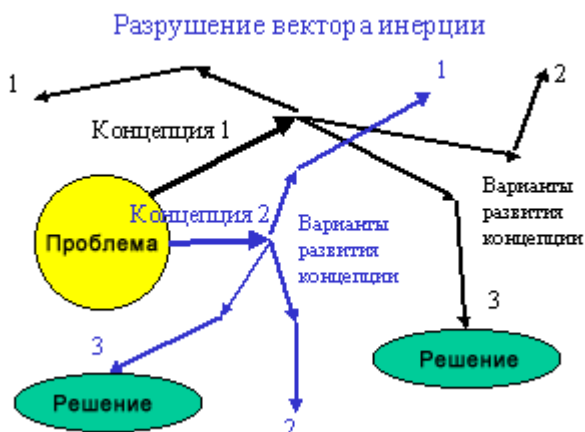 Разрушение вектора инерции
1
2
1
Концепция 1
Варианты
развития
концепции
Концепция 2
Проблема
Варианты
развития
концепции
3
3
Решение
Решение
2